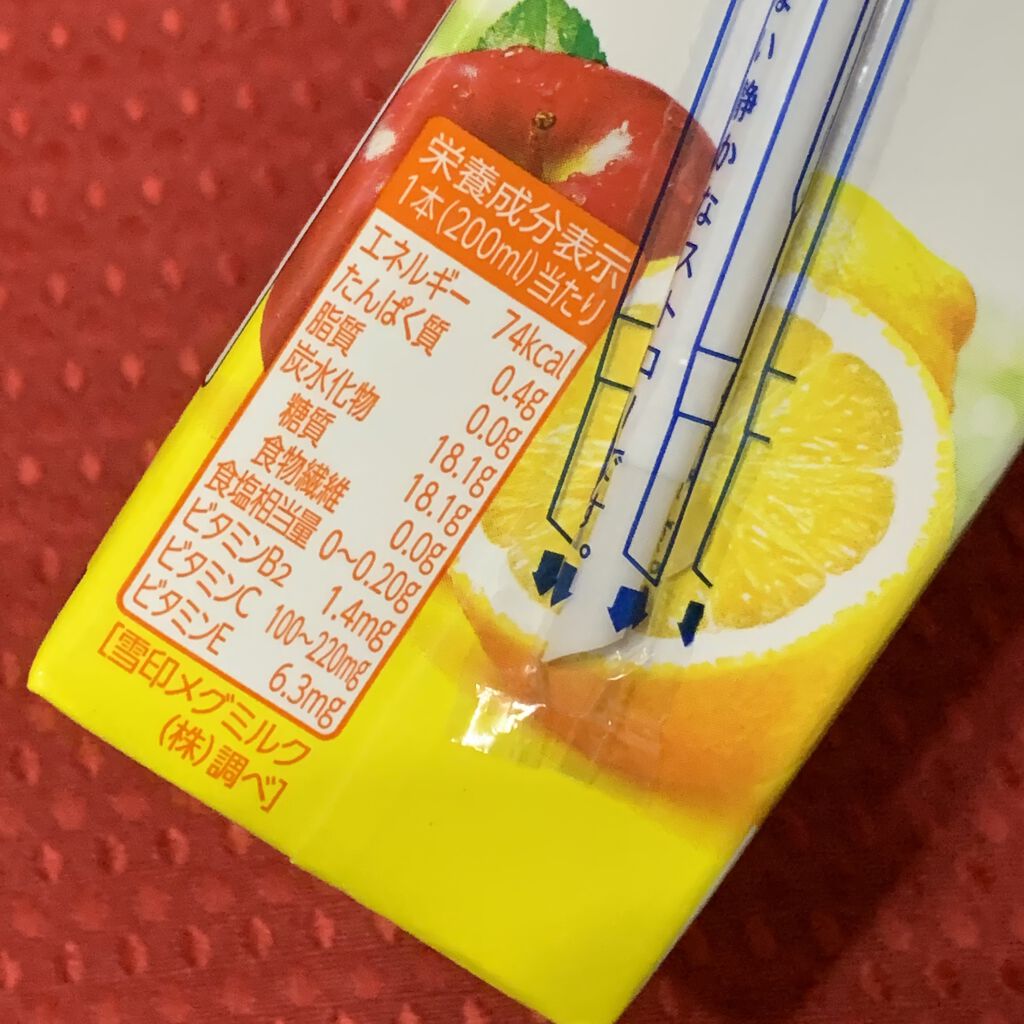 栄養成分表示
1本(200ml)当たり
エネルギー 74kcal
たんぱく質 0.4g
脂質 0.0g
炭水化物 18.1g
糖質 18.1g
食物繊維 0.0g
食塩相当量 0〜0.20g
ビタミンB2 1.4mg
ビタミンC 100〜220mg
ビタミンE 6.3mg
[雪印メグミルク
(株)調べ]
ない静かなストローです。